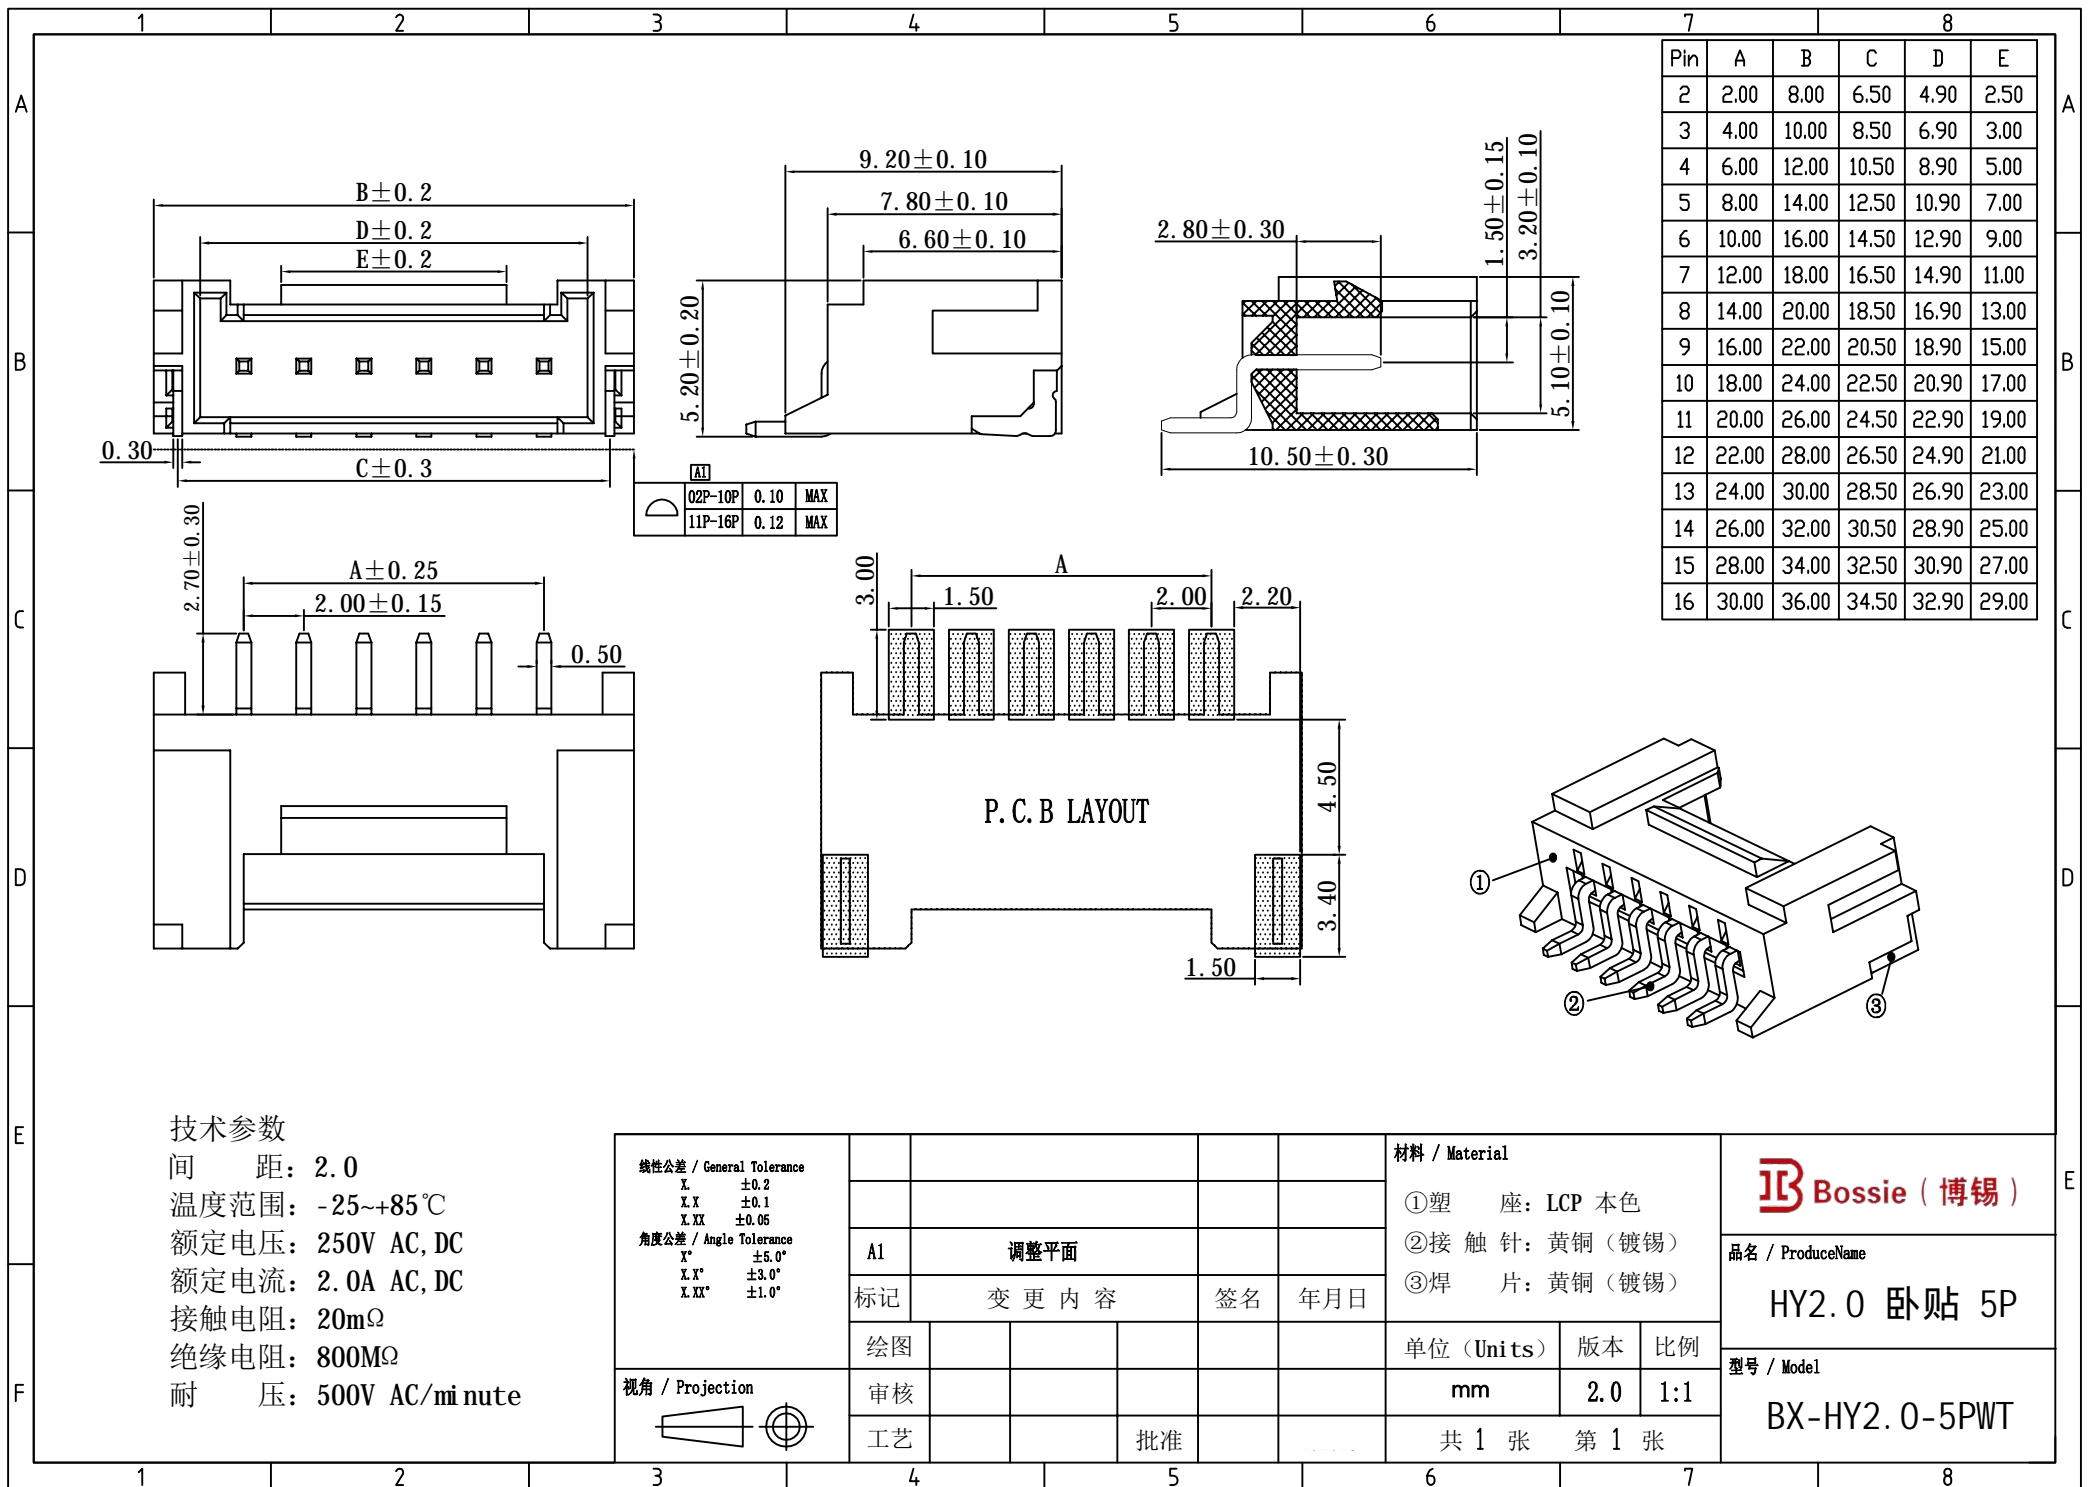 1 2 3 4 5 6 7 8
A B C D E F
A B C D E
Pin A B C D E
2 2.00 8.00 6.50 4.90 2.50
3 4.00 10.00 8.50 6.90 3.00
4 6.00 12.00 10.50 8.90 5.00
5 8.00 14.00 12.50 10.90 7.00
6 10.00 16.00 14.50 12.90 9.00
7 12.00 18.00 16.50 14.90 11.00
8 14.00 20.00 18.50 16.90 13.00
9 16.00 22.00 20.50 18.90 15.00
10 18.00 24.00 22.50 20.90 17.00
11 20.00 26.00 24.50 22.90 19.00
12 22.00 28.00 26.50 24.90 21.00
13 24.00 30.00 28.50 26.90 23.00
14 26.00 32.00 30.50 28.90 25.00
15 28.00 34.00 32.50 30.90 27.00
16 30.00 36.00 34.50 32.90 29.00
B±0.2
D±0.2
E±0.2
0.30
C±0.3
9.20±0.10
7.80±0.10
6.60±0.10
5.20±0.20
2.80±0.30
1.50±0.15
3.20±0.10
5.10±0.10
10.50±0.30
A1
02P-10P 0.10 MAX
11P-16P 0.12 MAX
2.70±0.30
A±0.25
2.00±0.15
0.50
3.00
A
1.50
2.00
2.20
4.50
P.C.B LAYOUT
3.40
1.50
①
②
③
技术参数
间 距：2.0
温度范围：-25~+85℃
额定电压：250V AC,DC
额定电流：2.0A AC,DC
接触电阻：20mΩ
绝缘电阻：800MΩ
耐 压：500V AC/minute
线性公差 / General Tolerance
X. ±0.2
X.X ±0.1
X.XX ±0.05
角度公差 / Angle Tolerance
X° ±5.0°
X.X° ±3.0°
X.XX° ±1.0°
视角 / Projection
A1 调整平面
标记 变更内容 签名 年月日
绘图
审核
工艺 批准
材料 / Material
①塑 座：LCP 本色
②接 触 针：黄铜（镀锡）
③焊 片：黄铜（镀锡）
单位（Units） 版本 比例
mm 2.0 1:1
共 1 张 第 1 张
Bossie（博锡）
品名 / ProduceName
HY2.0 卧贴 5P
型号 / Model
BX-HY2.0-5PWT
1 2 3 4 5 6 7 8